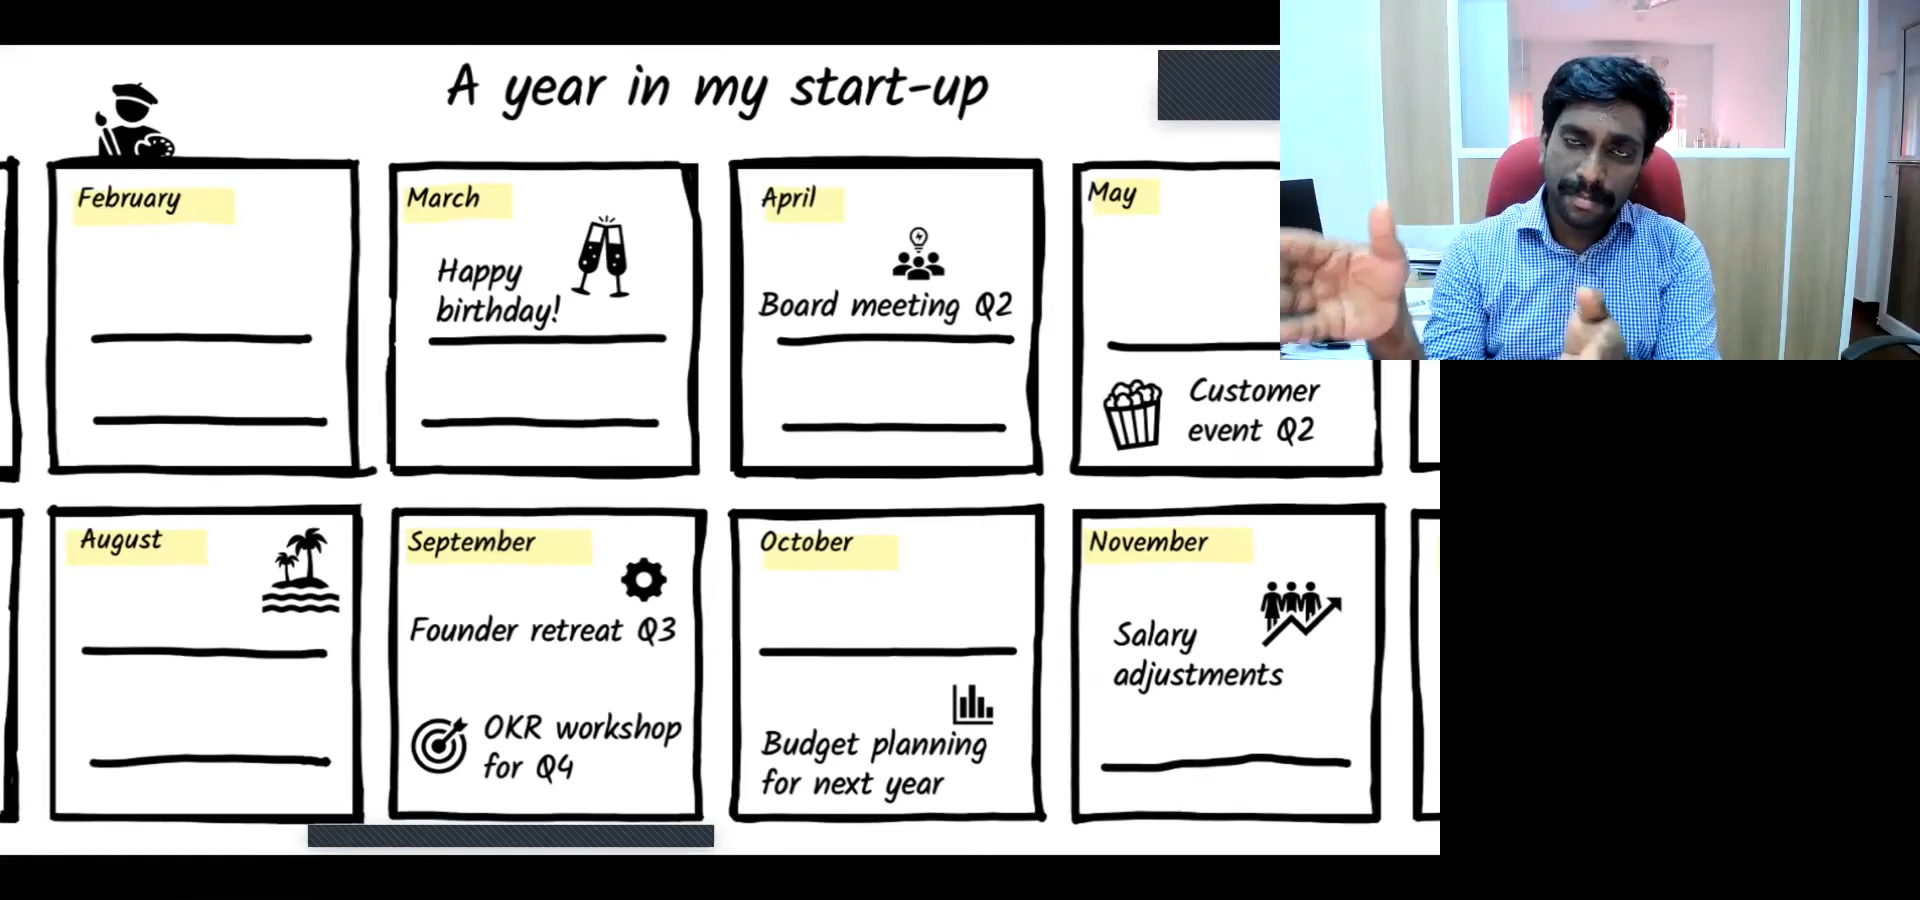 A year in my start-up
February
March
Happy
birthday!
April
Board meeting Q2
May
Customer
event Q2
August
September
Founder retreat Q3
OKR workshop
for Q4
October
Budget planning
for next year
November
Salary
adjustments